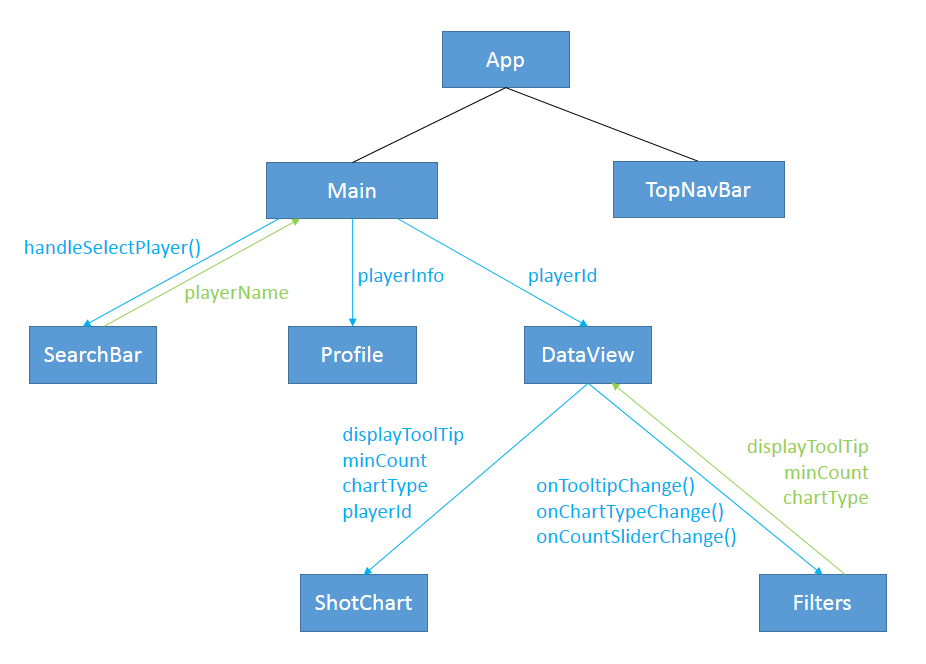 App
Main
TopNavBar
handleSelectPlayer()
playerName
playerInfo
playerId
SearchBar
Profile
DataView
displayToolTip
minCount
chartType
playerId
onTooltipChange()
onChartTypeChange()
onCountSliderChange()
displayToolTip
minCount
chartType
ShotChart
Filters